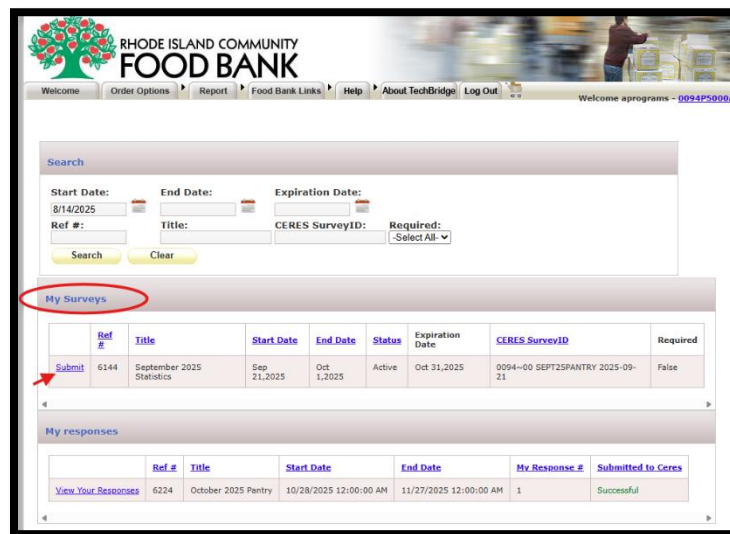 RHODE ISLAND COMMUNITY
FOOD BANK
Welcome Order Options Report Food Bank Links Help About TechBridge Log Out
Welcome aprograms - 0094P5000
Search
Start Date: End Date: Expiration Date:
8/14/2025
Ref #: Title: CERES SurveyID: Required:
-Select All-
Search Clear
My Surveys
Ref # Title Start Date End Date Status Expiration Date CERES SurveyID Required
Submit 6144 September 2025 Statistics Sep 21,2025 Oct 1,2025 Active Oct 31,2025 0094~00 SEPT25PANTRY 2025-09-21 False
My responses
Ref # Title Start Date End Date My Response # Submitted to Ceres
View Your Responses 6224 October 2025 Pantry 10/28/2025 12:00:00 AM 11/27/2025 12:00:00 AM 1 Successful